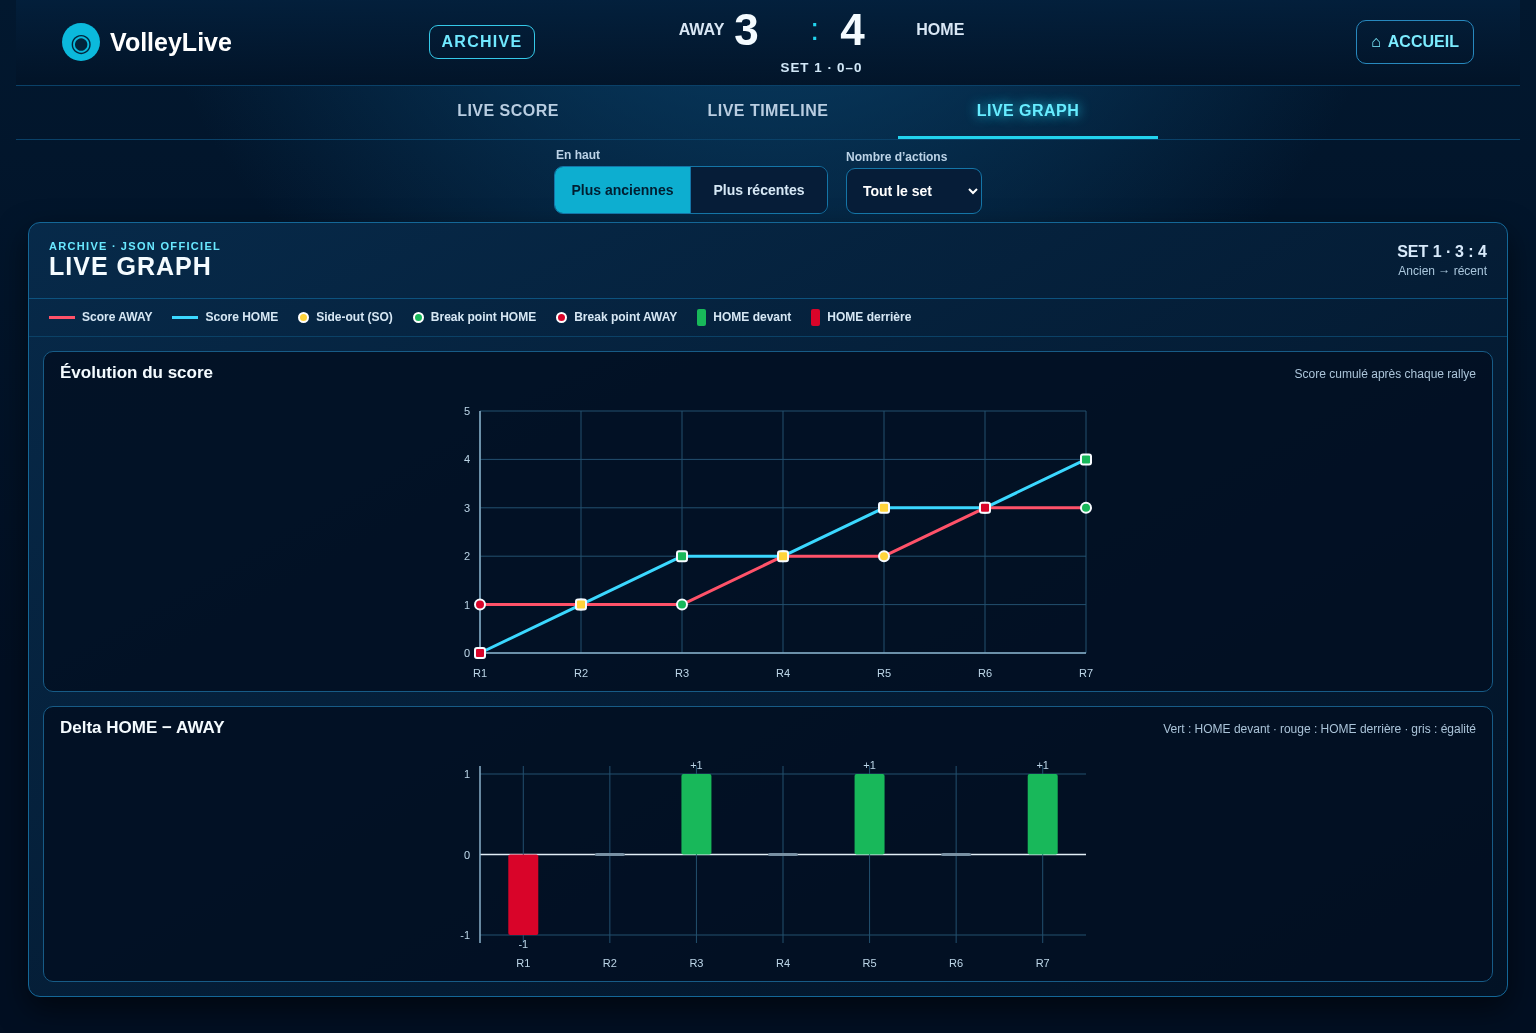 VolleyLive
ARCHIVE
AWAY 3 : 4 HOME
SET 1 · 0–0
⌂ ACCUEIL
LIVE SCORE
LIVE TIMELINE
LIVE GRAPH
En haut
Plus anciennes
Plus récentes
Nombre d'actions
Tout le set
ARCHIVE · JSON OFFICIEL
LIVE GRAPH
SET 1 · 3 : 4
Ancien → récent
Score AWAY
Score HOME
Side-out (SO)
Break point HOME
Break point AWAY
HOME devant
HOME derrière
Évolution du score
Score cumulé après chaque rallye
5
4
3
2
1
0
R1 R2 R3 R4 R5 R6 R7
Delta HOME − AWAY
Vert : HOME devant · rouge : HOME derrière · gris : égalité
+1 +1 +1
1
0
-1
-1
R1 R2 R3 R4 R5 R6 R7